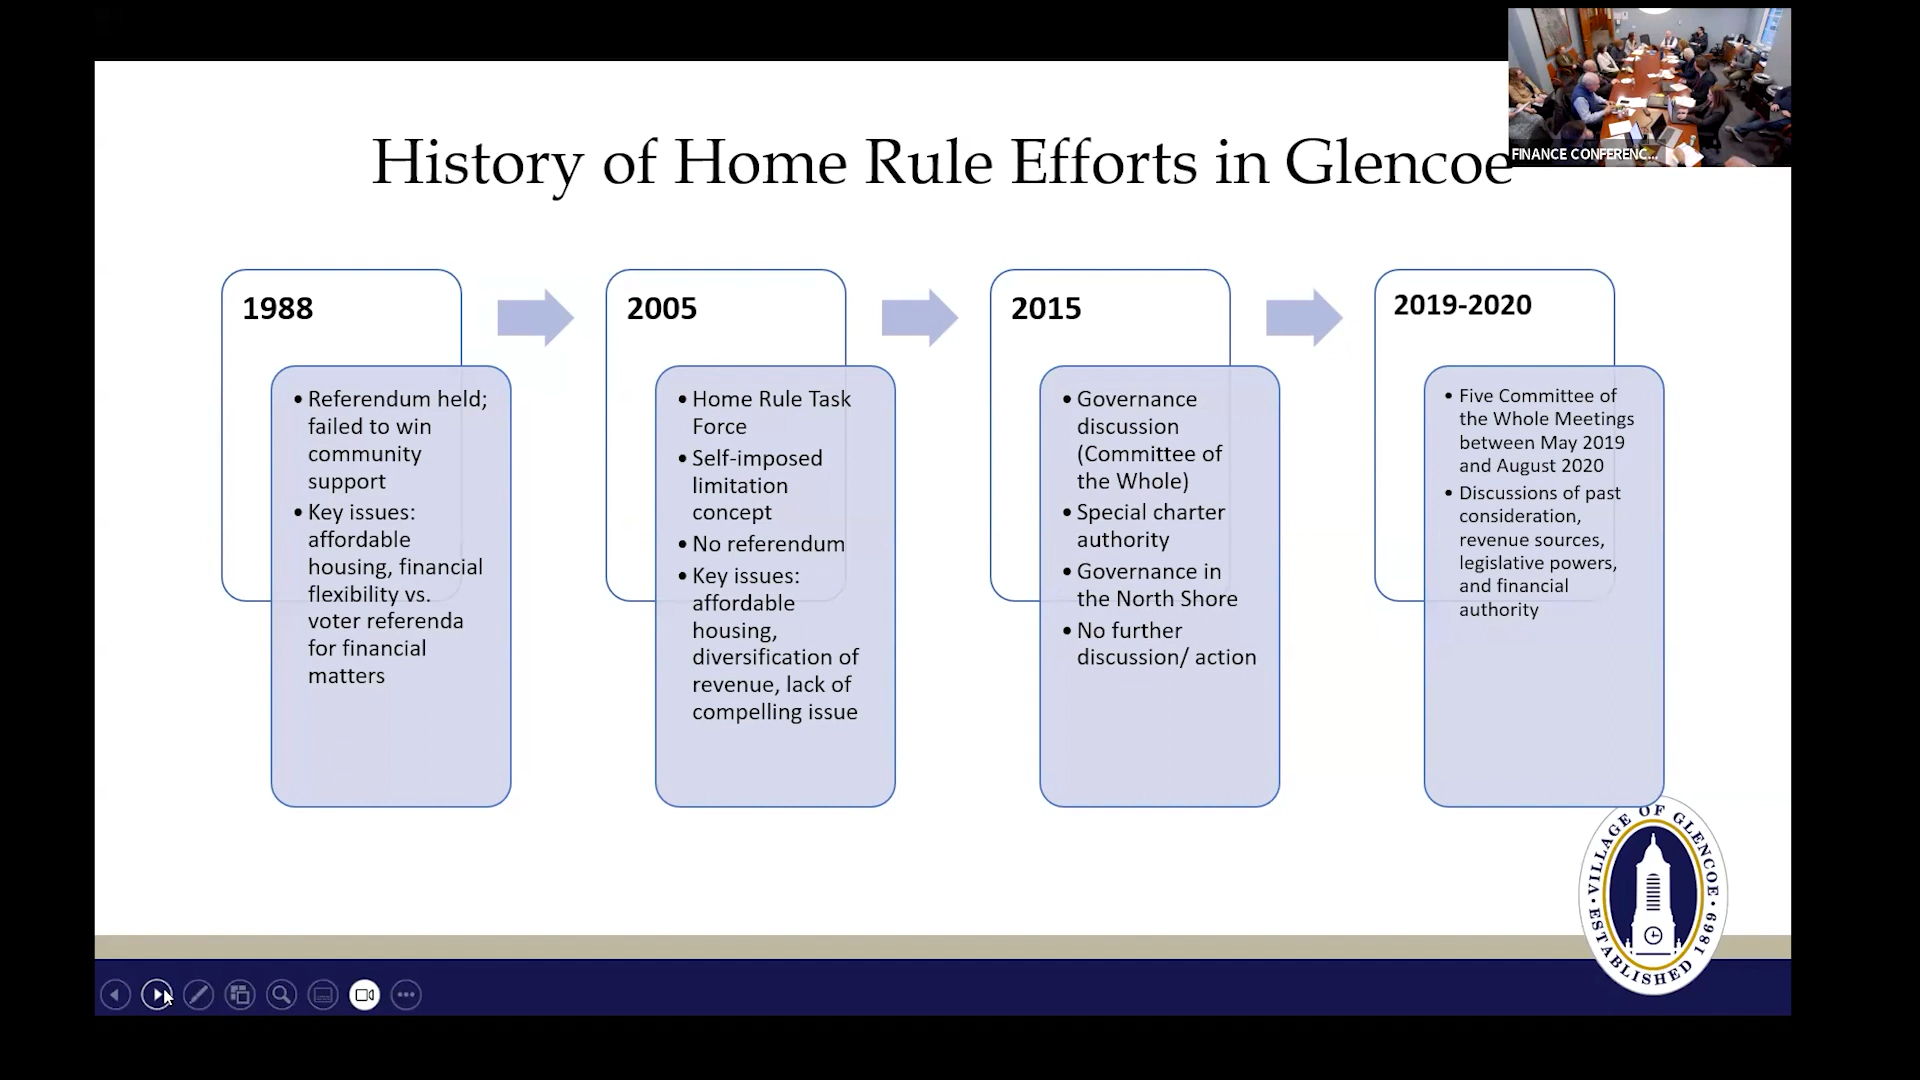 History of Home Rule Efforts in Glencoe
FINANCE CONFERENC...
1988
• Referendum held;
failed to win
community
support
• Key issues:
affordable
housing, financial
flexibility vs.
voter referenda
for financial
matters
2005
• Home Rule Task
Force
• Self-imposed
limitation
concept
• No referendum
• Key issues:
affordable
housing,
diversification of
revenue, lack of
compelling issue
2015
• Governance
discussion
(Committee of
the Whole)
• Special charter
authority
• Governance in
the North Shore
• No further
discussion/ action
2019-2020
• Five Committee of
the Whole Meetings
between May 2019
and August 2020
• Discussions of past
consideration,
revenue sources,
legislative powers,
and financial
authority
• VILLAGE OF GLENCOE •
ESTABLISHED 1869